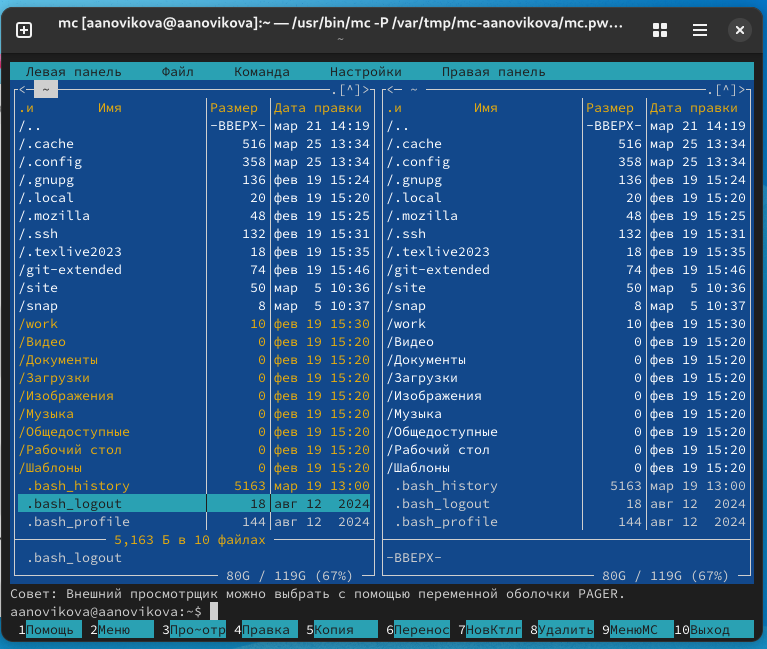 mc [aanovikova@aanovikova]:~ — /usr/bin/mc -P /var/tmp/mc-aanovikova/mc.pw…
~
Левая панель Файл Команда Настройки Правая панель
<— ~ .[^]> <— ~ .[^]>
.и Имя Размер Дата правки .и Имя Размер Дата правки
/.. -ВВЕРХ- мар 21 14:19 /.. -ВВЕРХ- мар 21 14:19
/.cache 516 мар 25 13:34 /.cache 516 мар 25 13:34
/.config 358 мар 25 13:34 /.config 358 мар 25 13:34
/.gnupg 136 фев 19 15:24 /.gnupg 136 фев 19 15:24
/.local 20 фев 19 15:20 /.local 20 фев 19 15:20
/.mozilla 48 фев 19 15:25 /.mozilla 48 фев 19 15:25
/.ssh 132 фев 19 15:31 /.ssh 132 фев 19 15:31
/.texlive2023 18 фев 19 15:35 /.texlive2023 18 фев 19 15:35
/git-extended 74 фев 19 15:46 /git-extended 74 фев 19 15:46
/site 50 мар 5 10:36 /site 50 мар 5 10:36
/snap 8 мар 5 10:37 /snap 8 мар 5 10:37
/work 10 фев 19 15:30 /work 10 фев 19 15:30
/Видео 0 фев 19 15:20 /Видео 0 фев 19 15:20
/Документы 0 фев 19 15:20 /Документы 0 фев 19 15:20
/Загрузки 0 фев 19 15:20 /Загрузки 0 фев 19 15:20
/Изображения 0 фев 19 15:20 /Изображения 0 фев 19 15:20
/Музыка 0 фев 19 15:20 /Музыка 0 фев 19 15:20
/Общедоступные 0 фев 19 15:20 /Общедоступные 0 фев 19 15:20
/Рабочий стол 0 фев 19 15:20 /Рабочий стол 0 фев 19 15:20
/Шаблоны 0 фев 19 15:20 /Шаблоны 0 фев 19 15:20
.bash_history 5163 мар 19 13:00 .bash_history 5163 мар 19 13:00
.bash_logout 18 авг 12 2024 .bash_logout 18 авг 12 2024
.bash_profile 144 авг 12 2024 .bash_profile 144 авг 12 2024
5,163 Б в 10 файлах
.bash_logout -ВВЕРХ-
80G / 119G (67%) 80G / 119G (67%)
Совет: Внешний просмотрщик можно выбрать с помощью переменной оболочки PAGER.
aanovikova@aanovikova:~$
1Помощь 2Меню 3Про~отр 4Правка 5Копия 6Перенос 7НовКтлг 8Удалить 9МенюМС 10Выход